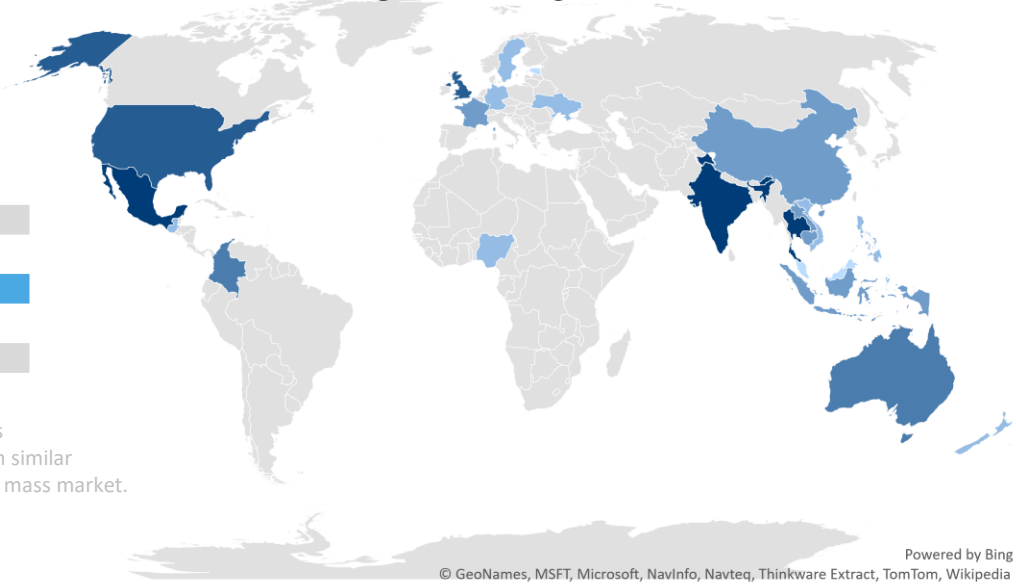 n similar
mass market.
Powered by Bing
© GeoNames, MSFT, Microsoft, NavInfo, Navteq, Thinkware Extract, TomTom, Wikipedia